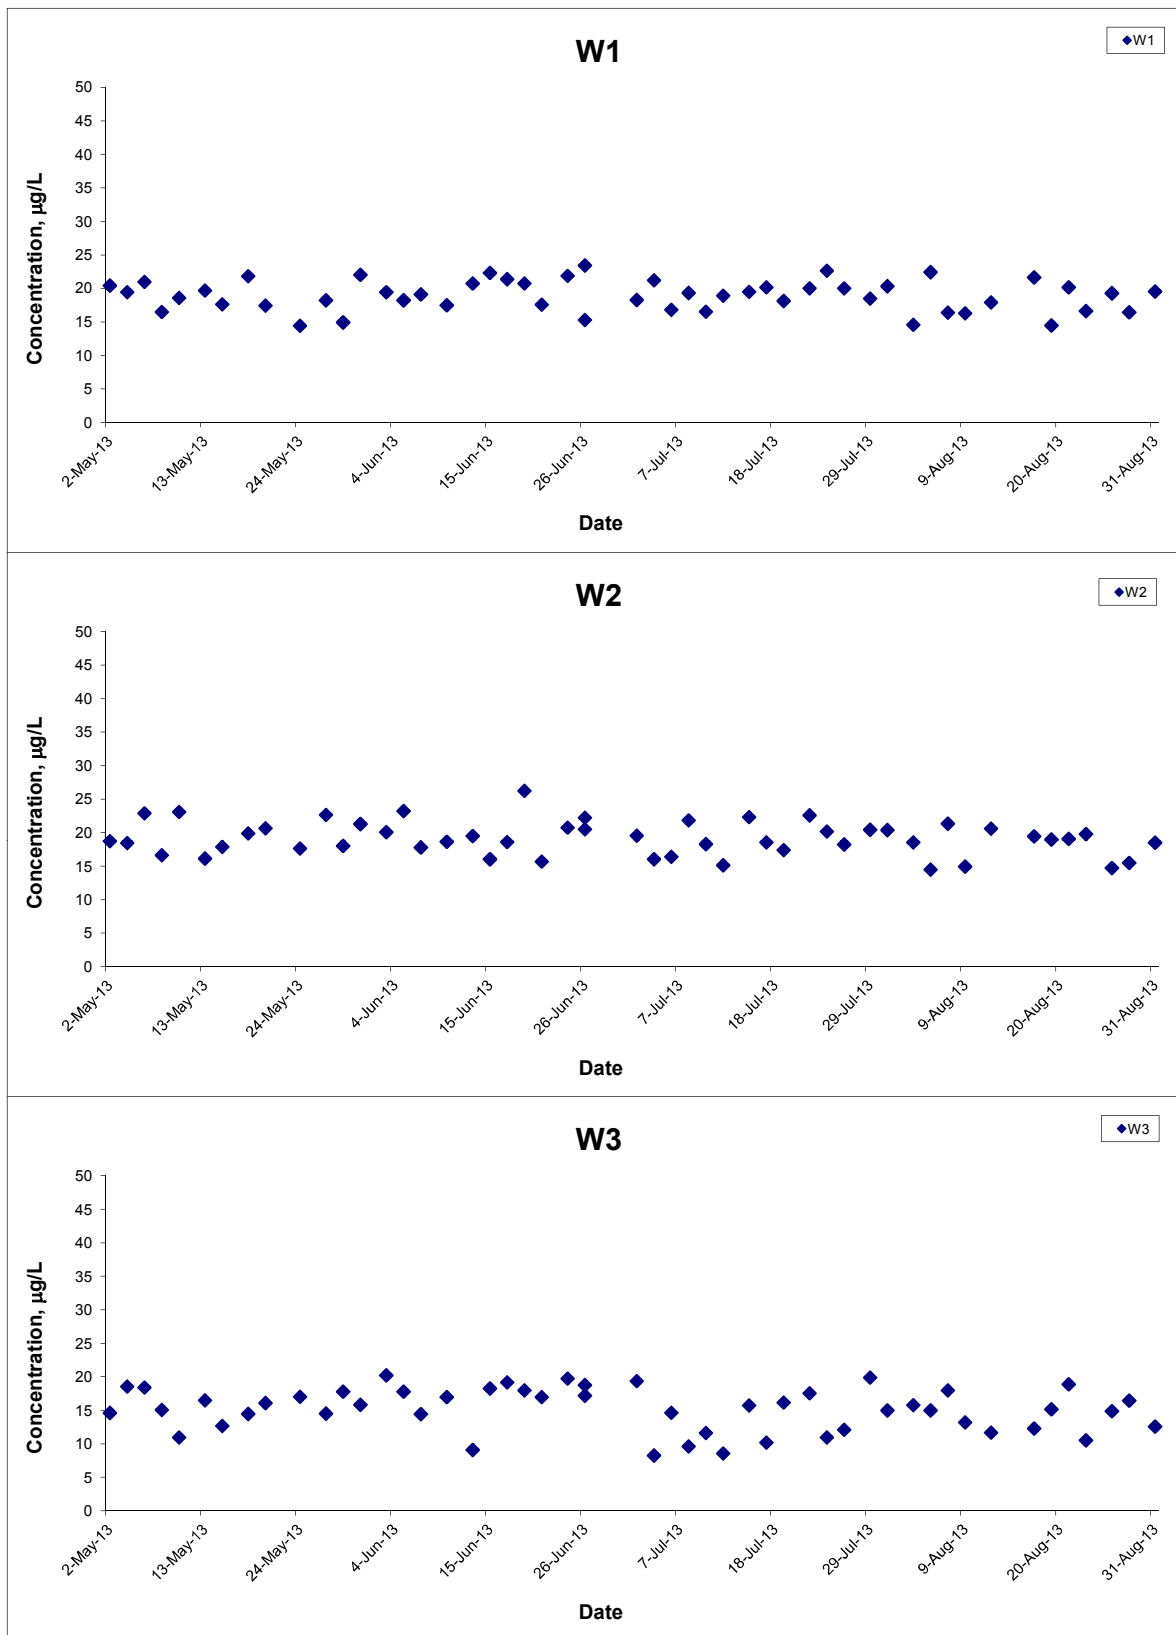 W1
W1
50
45
40
35
30
25
20
15
10
5
0
Concentration, µg/L
2-May-13
13-May-13
24-May-13
4-Jun-13
15-Jun-13
26-Jun-13
7-Jul-13
18-Jul-13
29-Jul-13
9-Aug-13
20-Aug-13
31-Aug-13
Date
W2
W2
50
45
40
35
30
25
20
15
10
5
0
Concentration, µg/L
2-May-13
13-May-13
24-May-13
4-Jun-13
15-Jun-13
26-Jun-13
7-Jul-13
18-Jul-13
29-Jul-13
9-Aug-13
20-Aug-13
31-Aug-13
Date
W3
W3
50
45
40
35
30
25
20
15
10
5
0
Concentration, µg/L
2-May-13
13-May-13
24-May-13
4-Jun-13
15-Jun-13
26-Jun-13
7-Jul-13
18-Jul-13
29-Jul-13
9-Aug-13
20-Aug-13
31-Aug-13
Date